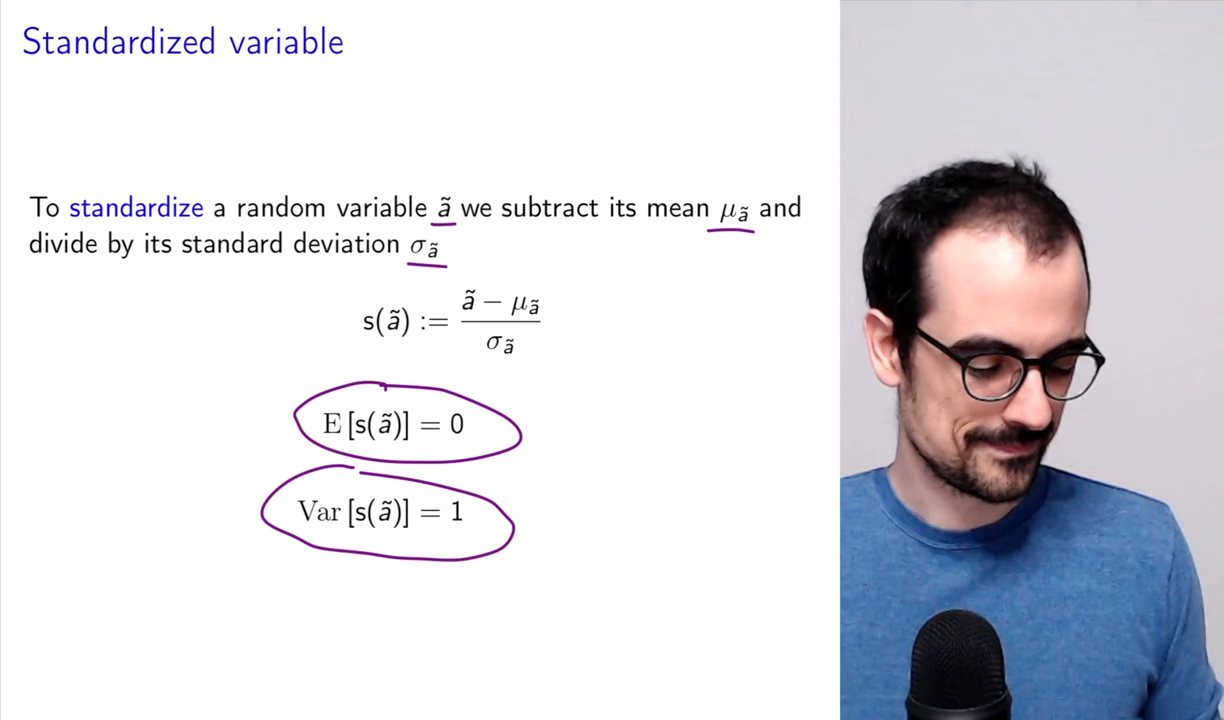 Standardized variable
To standardize a random variable ã we subtract its mean μ_ã and
divide by its standard deviation σ_ã
s(ã) := (ã − μ_ã) / σ_ã
E [s(ã)] = 0
Var [s(ã)] = 1